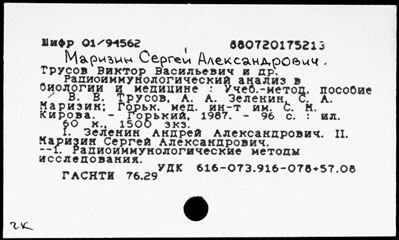 Шифр 01/94562 880720175213
Маризин Сергей Александрович.
Трусов Виктор Васильевич и др.
Радиоиммунологический анализ в
биологии и медицине : Учеб.-метод. пособие
/ В. В. Трусов, А. А. Зеленин, С. А.
Маризин; Горьк. мед. ин-т им. С. М.
Кирова. - Горький, 1987. - 96 с. : ил.
60 к., 1500 экз.
I. Зеленин Андрей Александрович. II.
Маризин Сергей Александрович.
--1. Радиоиммунологические методы
исследования.
УДК 616-073.916-078+57.08
ГАСНТИ 76.29
2к